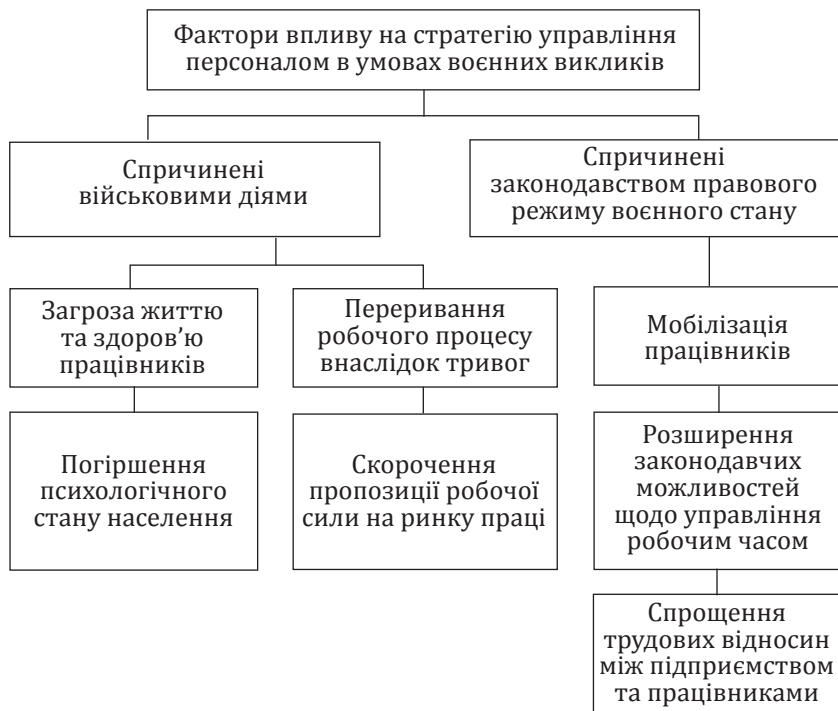 Фактори впливу на стратегію управління
персоналом в умовах воєнних викликів
Спричинені
військовими діями
Спричинені
законодавством правового
режиму воєнного стану
Загроза життю
та здоров’ю
працівників
Переривання
робочого процесу
внаслідок тривог
Мобілізація
працівників
Погіршення
психологічного
стану населення
Скорочення
пропозиції робочої
сили на ринку праці
Розширення
законодавчих
можливостей
щодо управління
робочим часом
Спрощення
трудових відносин
між підприємством
та працівниками